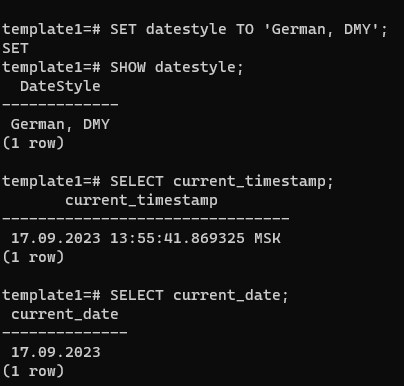 template1=# SET datestyle TO 'German, DMY';
SET
template1=# SHOW datestyle;
  DateStyle
-------------
 German, DMY
(1 row)

template1=# SELECT current_timestamp;
       current_timestamp
--------------------------------
 17.09.2023 13:55:41.869325 MSK
(1 row)

template1=# SELECT current_date;
 current_date
--------------
 17.09.2023
(1 row)